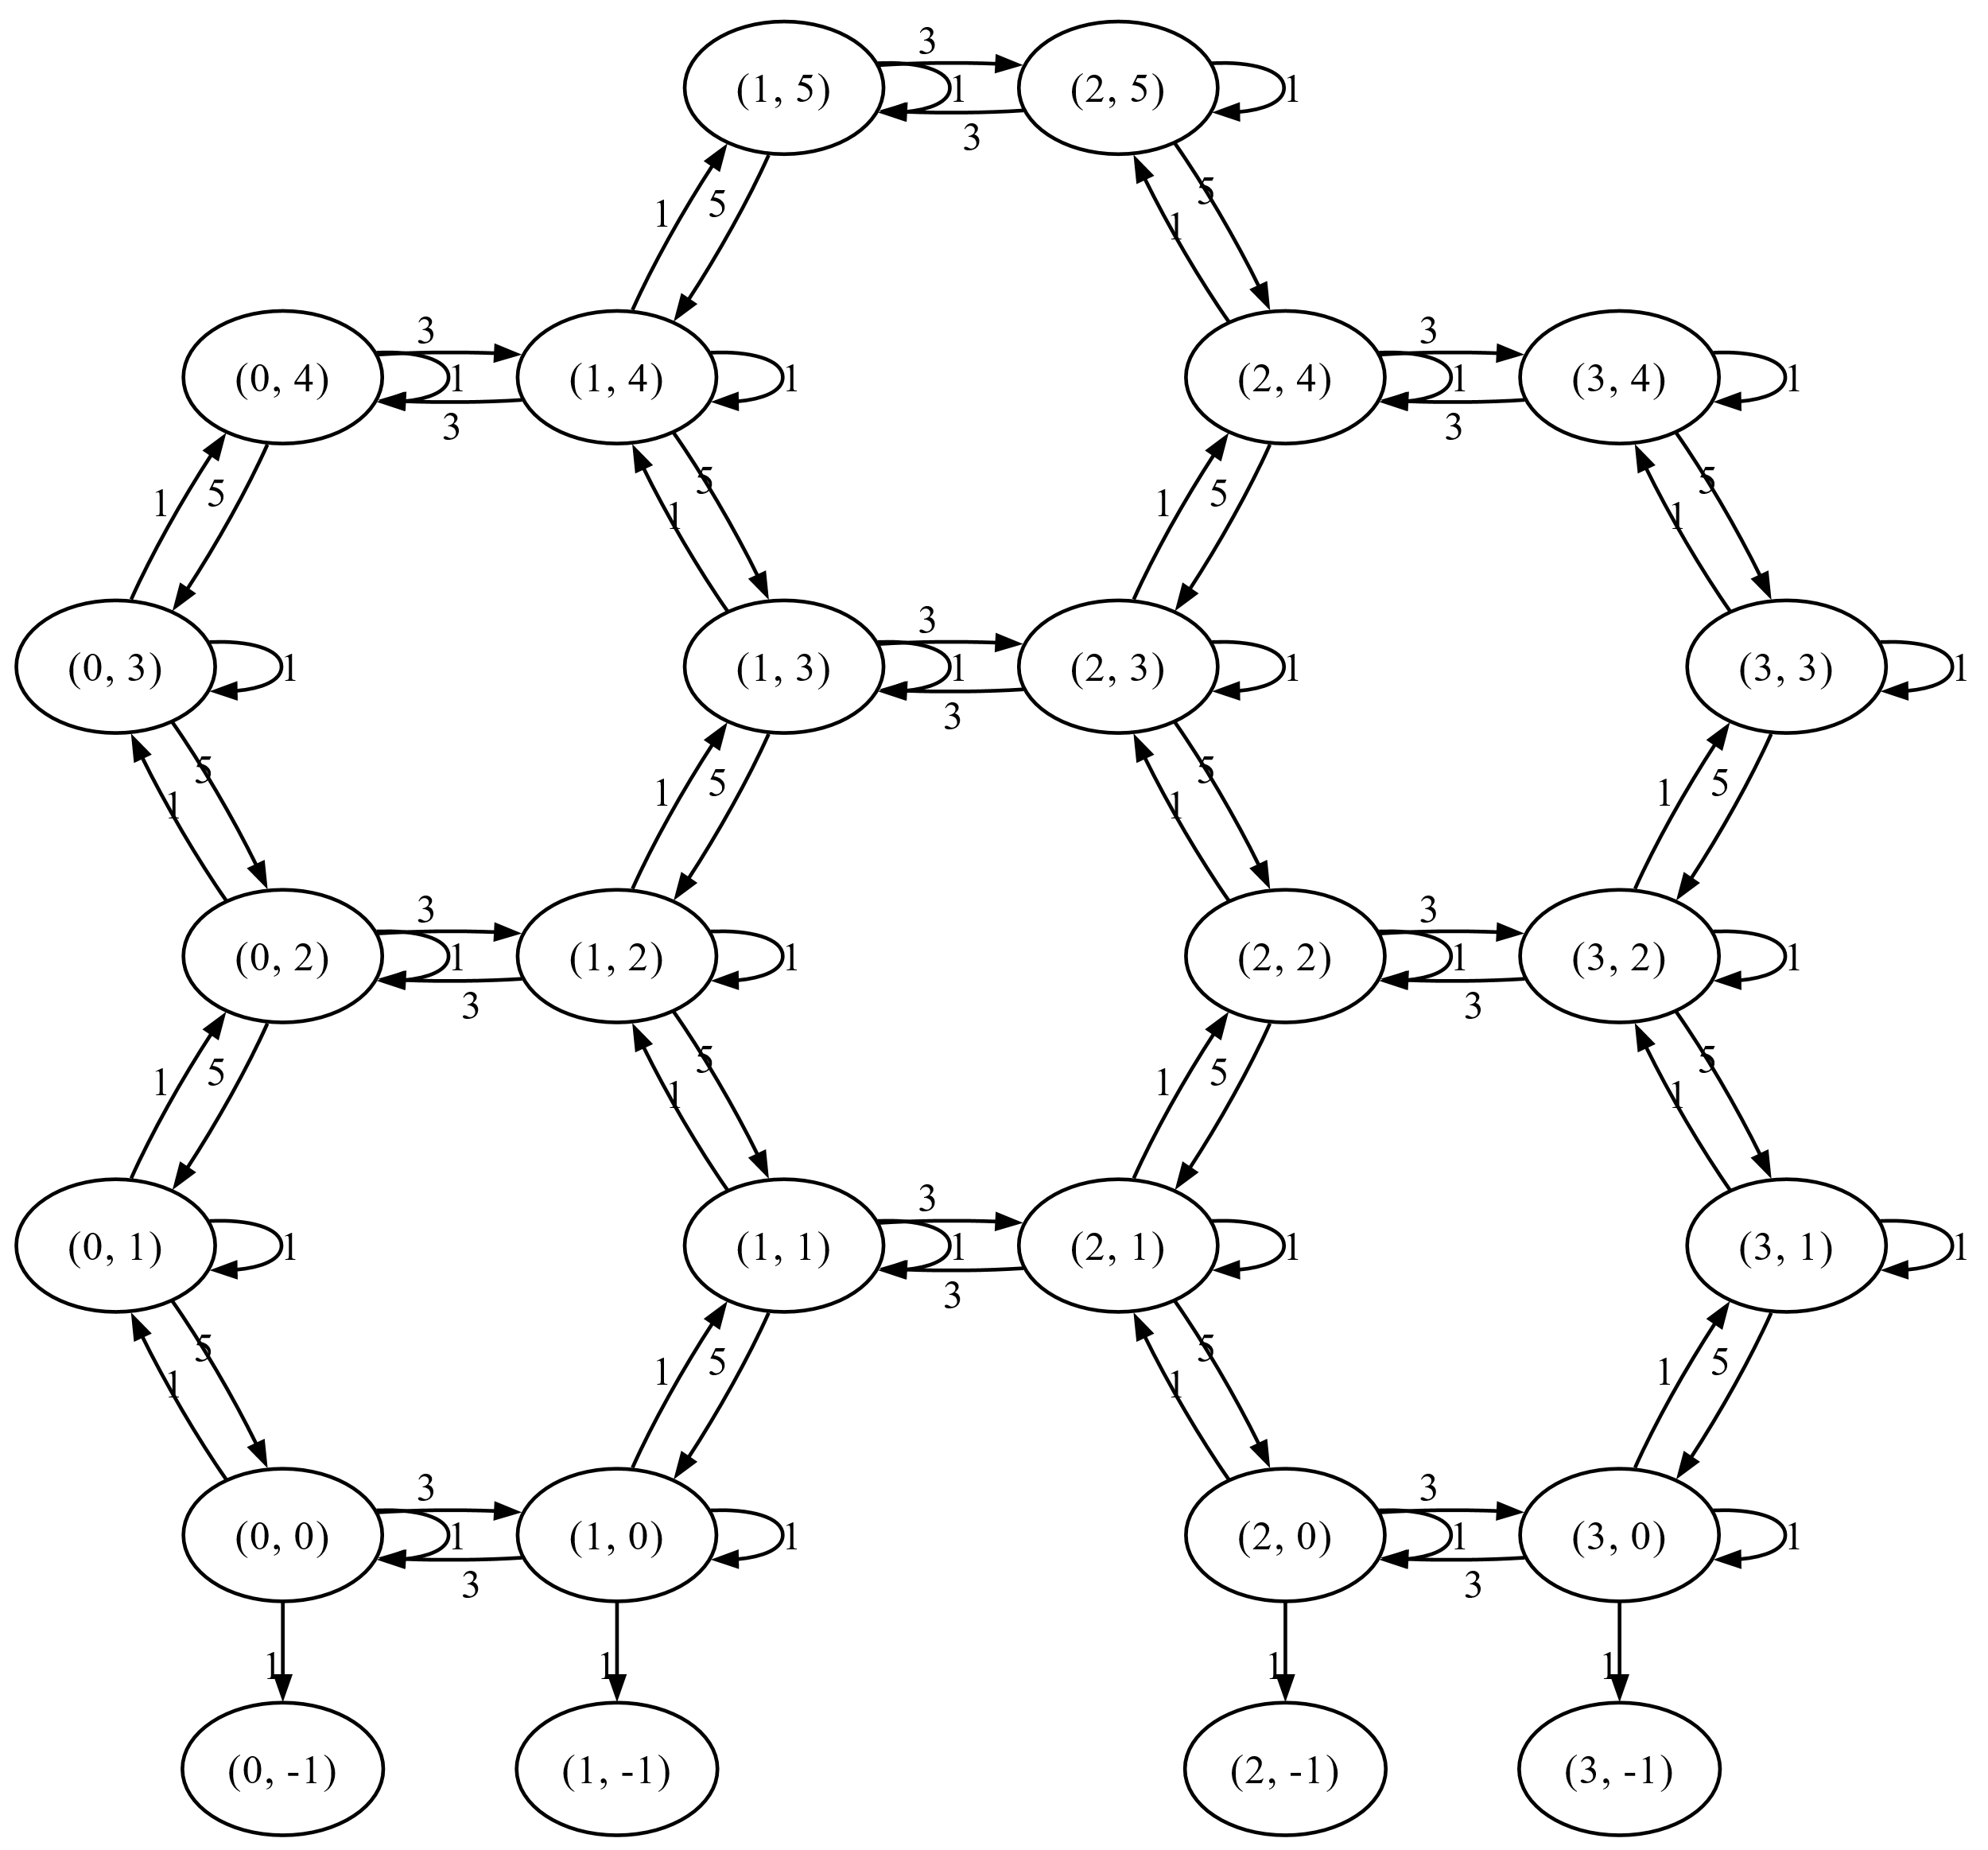 3
(1, 5) 1 (2, 5) 1
3
1 5 1 5
3 3
(0, 4) 1 (1, 4) 1 (2, 4) 1 (3, 4) 1
3 3
1 5 1 5 1 5 1 5
3
(0, 3) 1 (1, 3) 1 (2, 3) 1 (3, 3) 1
3
1 5 1 5 1 5 1 5
3 3
(0, 2) 1 (1, 2) 1 (2, 2) 1 (3, 2) 1
3 3
1 5 1 5 1 5 1 5
3
(0, 1) 1 (1, 1) 1 (2, 1) 1 (3, 1) 1
3
1 5 1 5 1 5 1 5
3 3
(0, 0) 1 (1, 0) 1 (2, 0) 1 (3, 0) 1
3 3
1 1 1 1
(0, -1) (1, -1) (2, -1) (3, -1)